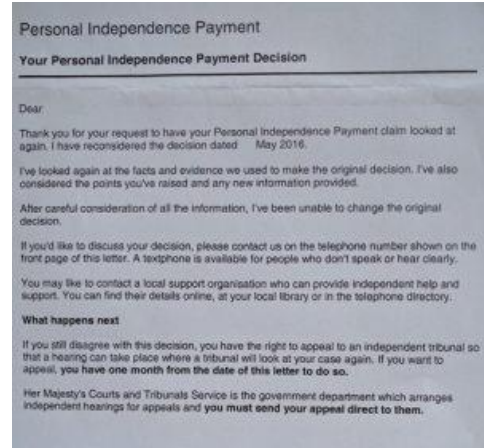 Personal Independence Payment
Your Personal Independence Payment Decision
Dear
Thank you for your request to have your Personal Independence Payment claim looked at
again. I have reconsidered the decision dated May 2016.
I've looked again at the facts and evidence we used to make the original decision. I've also
considered the points you've raised and any new information provided.
After careful consideration of all the information, I've been unable to change the original
decision.
If you'd like to discuss your decision, please contact us on the telephone number shown on the
front page of this letter. A textphone is available for people who don't speak or hear clearly.
You may like to contact a local support organisation who can provide independent help and
support. You can find their details online, at your local library or in the telephone directory.
What happens next
If you still disagree with this decision, you have the right to appeal to an independent tribunal so
that a hearing can take place where a tribunal will look at your case again. If you want to
appeal, you have one month from the date of this letter to do so.
Her Majesty's Courts and Tribunals Service is the government department which arranges
independent hearings for appeals and you must send your appeal direct to them.